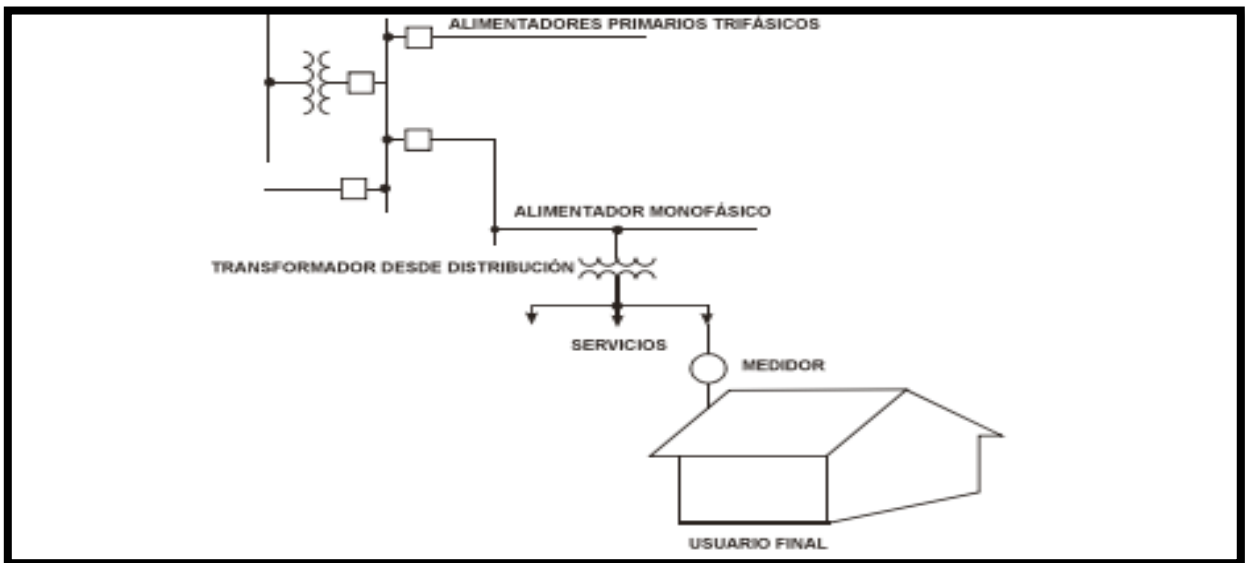 ALIMENTADORES PRIMARIOS TRIFÁSICOS
ALIMENTADOR MONOFÁSICO
TRANSFORMADOR DESDE DISTRIBUCIÓN
SERVICIOS
MEDIDOR
USUARIO FINAL